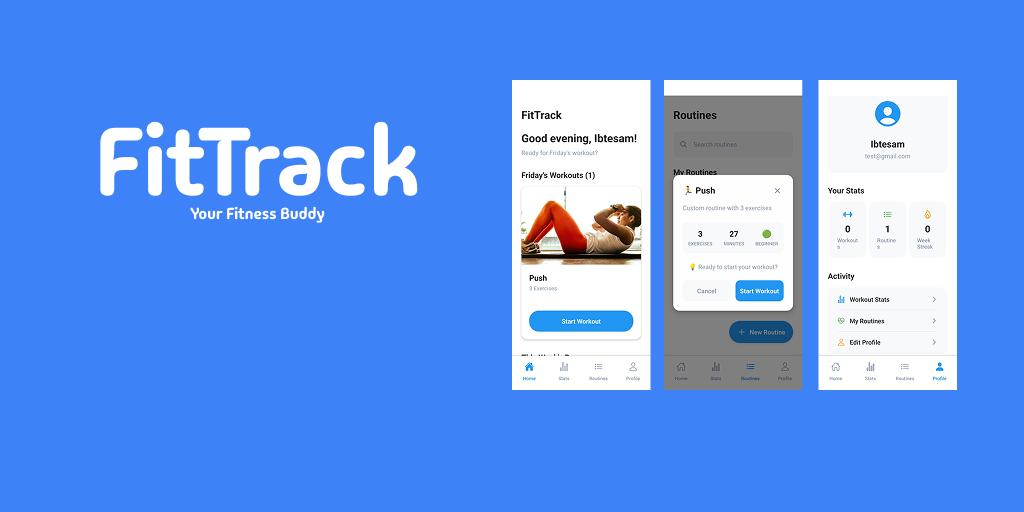 FitTrack
Your Fitness Buddy
FitTrack
Good evening, Ibtesam!
Ready for Friday's workout?
Friday's Workouts (1)
Push
3 Exercises
Start Workout
Home
Stats
Routines
Profile
Routines
Search routines
My Routines
Push
Custom routine with 3 exercises
3
27
EXERCISES
MINUTES
BEGINNER
Ready to start your workout?
Cancel
Start Workout
New Routine
Home
Stats
Routines
Profile
Ibtesam
test@gmail.com
Your Stats
0
1
0
Workout
s
Routine
s
Week
Streak
Activity
Workout Stats
My Routines
Edit Profile
Home
Stats
Routines
Profile